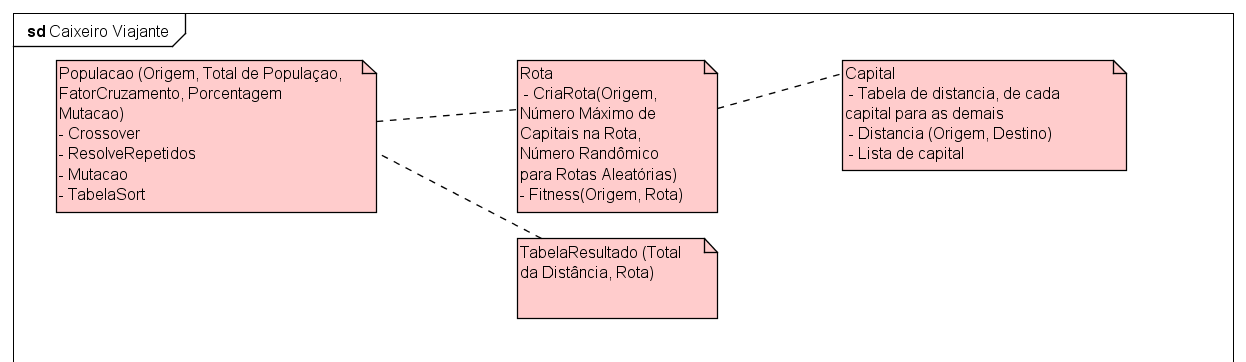 sd Caixeiro Viajante
Populacao (Origem, Total de Populaçao,
FatorCruzamento, Porcentagem
Mutacao)
- Crossover
- ResolveRepetidos
- Mutacao
- TabelaSort
Rota
- CriaRota(Origem,
Número Máximo de
Capitais na Rota,
Número Randômico
para Rotas Aleatórias)
- Fitness(Origem, Rota)
Capital
- Tabela de distancia, de cada
capital para as demais
- Distancia (Origem, Destino)
- Lista de capital
TabelaResultado (Total
da Distância, Rota)